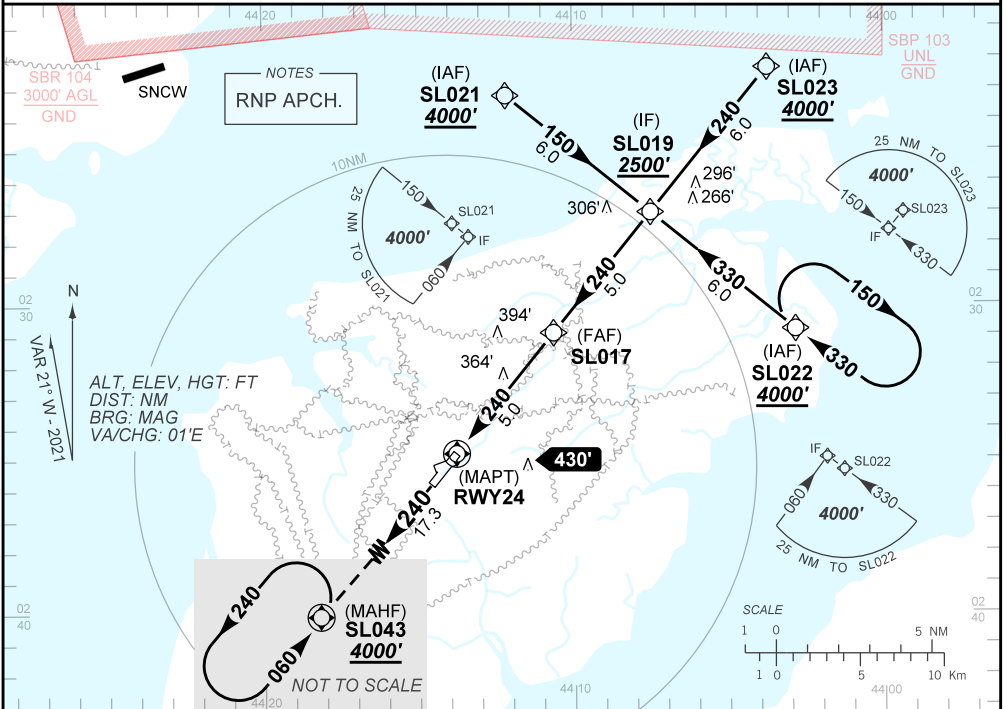 44 20
44 10
44 00
SBR 104
3000' AGL
GND
SNCW
NOTES
RNP APCH.
(IAF)
SL021
4000'
(IF)
SL019
2500'
(IAF)
SL023
4000'
SBP 103
UNL
GND
150
6.0
240
6.0
296'
266'
306'
10NM
150
SL021
IF
4000'
060
25 NM TO SL021
25 NM TO SL023
4000'
150
SL023
IF
330
240
5.0
330
6.0
150
330
(IAF)
SL022
4000'
02
30
02
30
N
VAR 21° W - 2021
ALT, ELEV, HGT: FT
DIST: NM
BRG: MAG
VA/CHG: 01'E
394'
364'
(FAF)
SL017
240
5.0
430'
(MAPT)
RWY24
240
17.3
IF
SL022
060
330
4000'
25 NM TO SL022
240
060
(MAHF)
SL043
4000'
NOT TO SCALE
02
40
02
40
SCALE
1 0 5 NM
1 0 5 10 Km
44 20
44 10
44 00